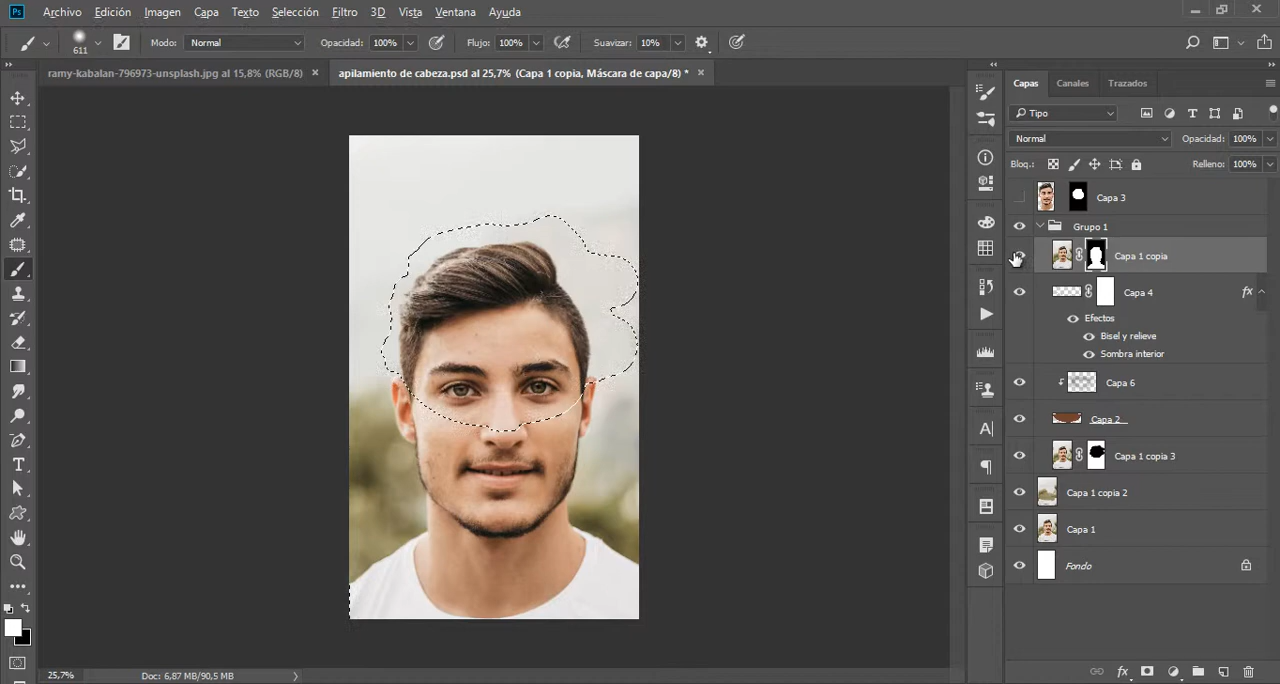 Ps Archivo Edición Imagen Capa Texto Selección Filtro 3D Vista Ventana Ayuda
611 Modo: Normal Opacidad: 100% Flujo: 100% Suavizar: 10%
ramy-kabalan-796973-unsplash.jpg al 15,8% (RGB/8) × apilamiento de cabeza.psd al 25,7% (Capa 1 copia, Máscara de capa/8) * ×
Capas Canales Trazados
Tipo
Normal Opacidad: 100%
Bloq.: Relleno: 100%
Capa 3
Grupo 1
Capa 1 copia
Capa 4 fx
Efectos
Bisel y relieve
Sombra interior
Capa 6
Capa 2
Capa 1 copia 3
Capa 1 copia 2
Capa 1
Fondo
25,7% Doc: 6,87 MB/90,5 MB
fx